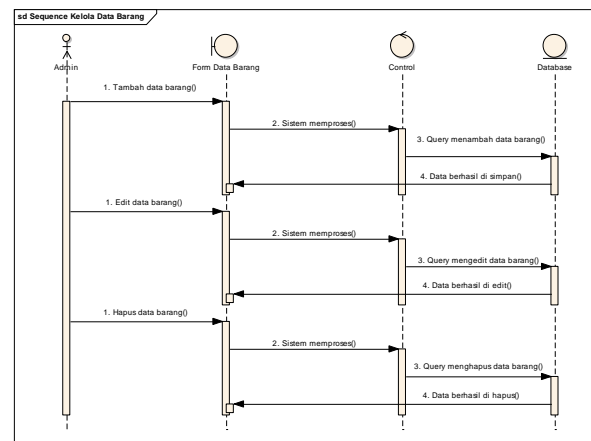 sd Sequence Kelola Data Barang
Admin
Form Data Barang
Control
Database
1. Tambah data barang()
2. Sistem memproses()
3. Query menambah data barang()
4. Data berhasil di simpan()
1. Edit data barang()
2. Sistem memproses()
3. Query mengedit data barang()
4. Data berhasil di edit()
1. Hapus data barang()
2. Sistem memproses()
3. Query menghapus data barang()
4. Data berhasil di hapus()